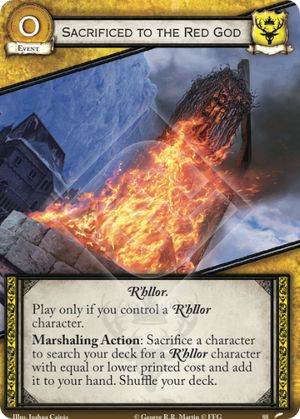 0
SACRIFICED TO THE RED GOD
EVENT
R'hllor.
Play only if you control a R'hllor
character.
Marshaling Action: Sacrifice a character
to search your deck for a R'hllor character
with equal or lower printed cost and add
it to your hand. Shuffle your deck.
Illus. Joshua Cairós
© George R.R. Martin © FFG
88